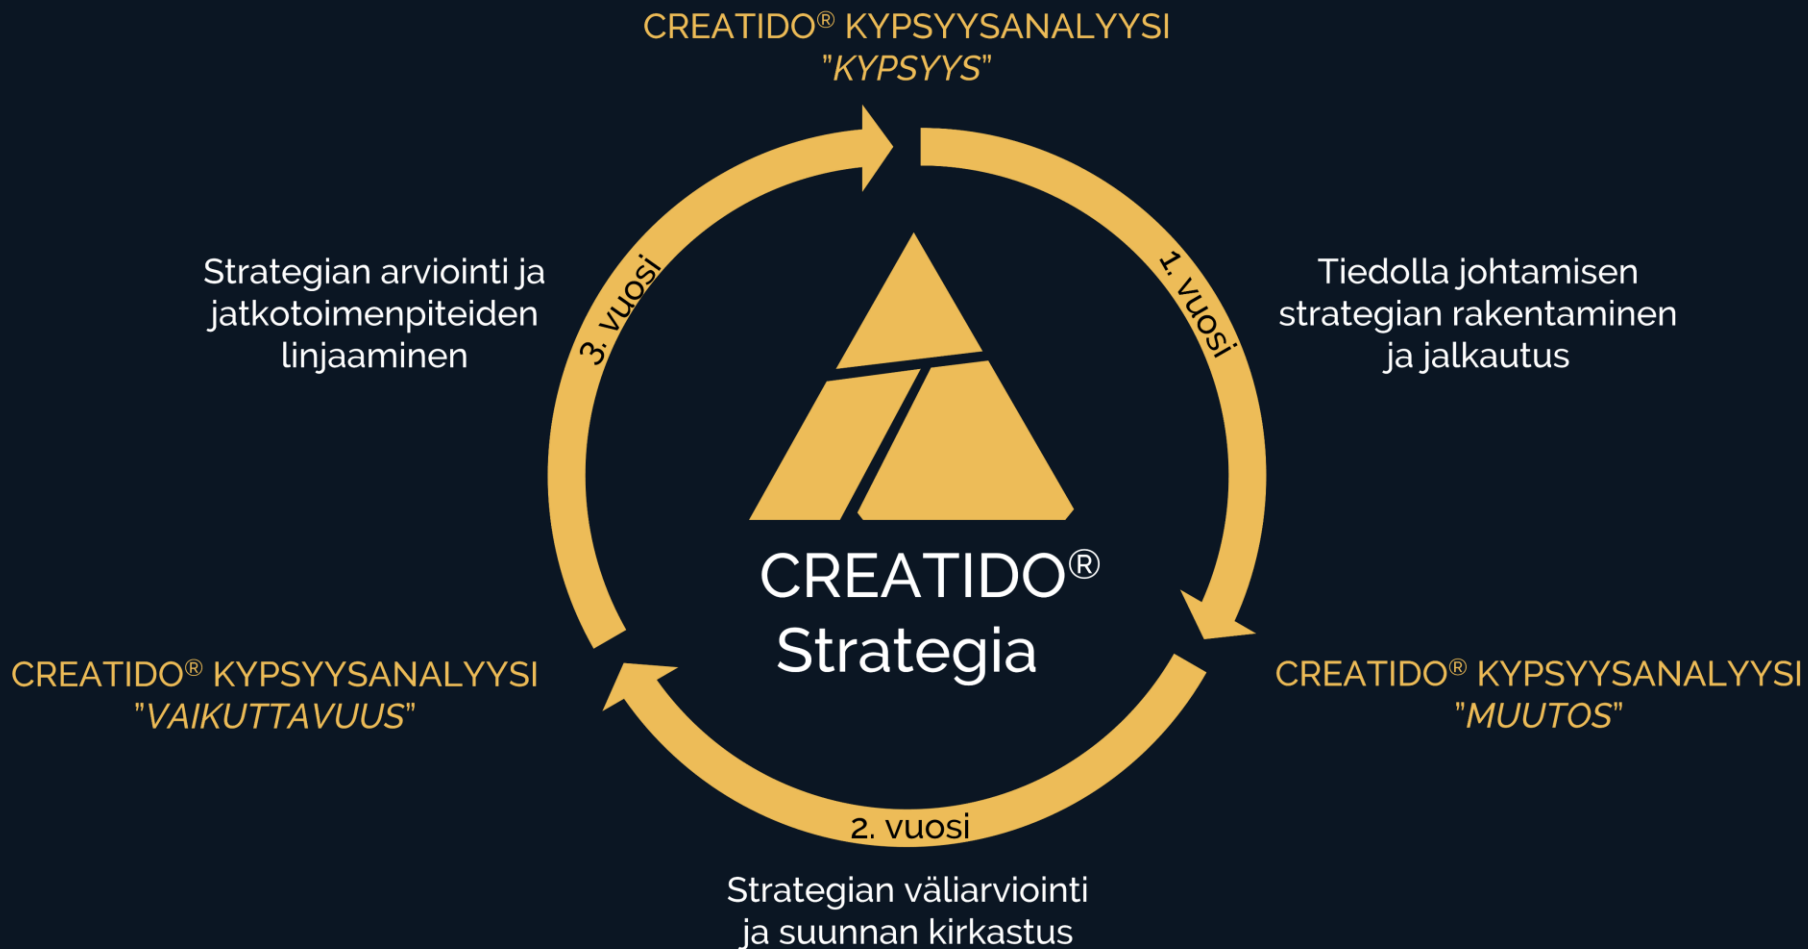 CREATIDO® KYPSYYSANALYYSI
”KYPSYYS”
1. vuosi
Tiedolla johtamisen
strategian rakentaminen
ja jalkautus
CREATIDO® KYPSYYSANALYYSI
”MUUTOS”
2. vuosi
Strategian väliarviointi
ja suunnan kirkastus
CREATIDO® KYPSYYSANALYYSI
”VAIKUTTAVUUS”
3. vuosi
Strategian arviointi ja
jatkotoimenpiteiden
linjaaminen
CREATIDO®
Strategia